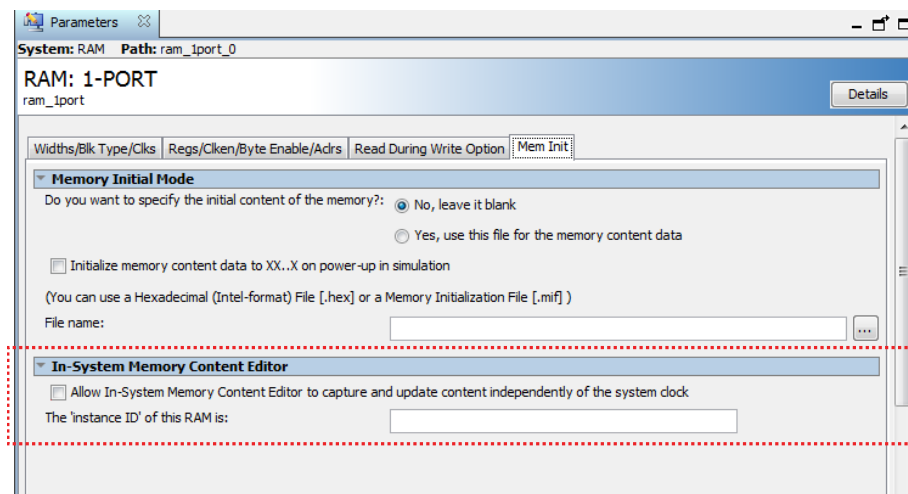 Parameters
System: RAM Path: ram_1port_0
RAM: 1-PORT
ram_1port
Details
Widths/Blk Type/Clks Regs/Clken/Byte Enable/Aclrs Read During Write Option Mem Init
Memory Initial Mode
Do you want to specify the initial content of the memory?: No, leave it blank
Yes, use this file for the memory content data
Initialize memory content data to XX..X on power-up in simulation
(You can use a Hexadecimal (Intel-format) File [.hex] or a Memory Initialization File [.mif] )
File name: ...
In-System Memory Content Editor
Allow In-System Memory Content Editor to capture and update content independently of the system clock
The 'instance ID' of this RAM is: